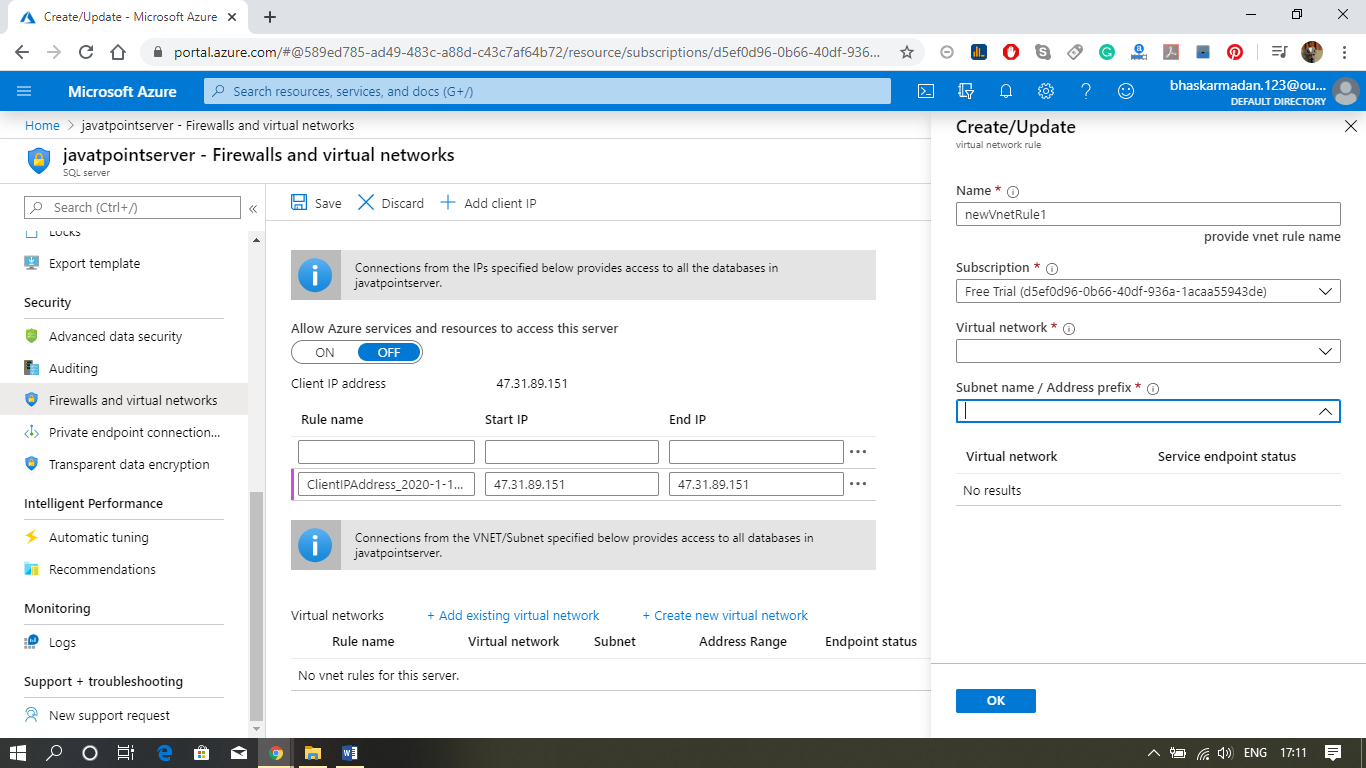 Create/Update - Microsoft Azure
portal.azure.com/#@589ed785-ad49-483c-a88d-c43c7af64b72/resource/subscriptions/d5ef0d96-0b66-40df-936...
Microsoft Azure
Search resources, services, and docs (G+/)
bhaskarmadan.123@ou...
DEFAULT DIRECTORY
Home > javatpointserver - Firewalls and virtual networks
javatpointserver - Firewalls and virtual networks
SQL server
Search (Ctrl+/)
Locks
Export template
Security
Advanced data security
Auditing
Firewalls and virtual networks
Private endpoint connection...
Transparent data encryption
Intelligent Performance
Automatic tuning
Recommendations
Monitoring
Logs
Support + troubleshooting
New support request
Save
Discard
Add client IP
Connections from the IPs specified below provides access to all the databases in
javatpointserver.
Allow Azure services and resources to access this server
ON OFF
Client IP address 47.31.89.151
Rule name Start IP End IP
ClientIPAddress_2020-1-1... 47.31.89.151 47.31.89.151
Connections from the VNET/Subnet specified below provides access to all databases in
javatpointserver.
Virtual networks + Add existing virtual network + Create new virtual network
Rule name Virtual network Subnet Address Range Endpoint status
No vnet rules for this server.
Create/Update
virtual network rule
Name *
newVnetRule1
provide vnet rule name
Subscription *
Free Trial (d5ef0d96-0b66-40df-936a-1acaa55943de)
Virtual network *
Subnet name / Address prefix *
Virtual network Service endpoint status
No results
OK
ENG 17:11